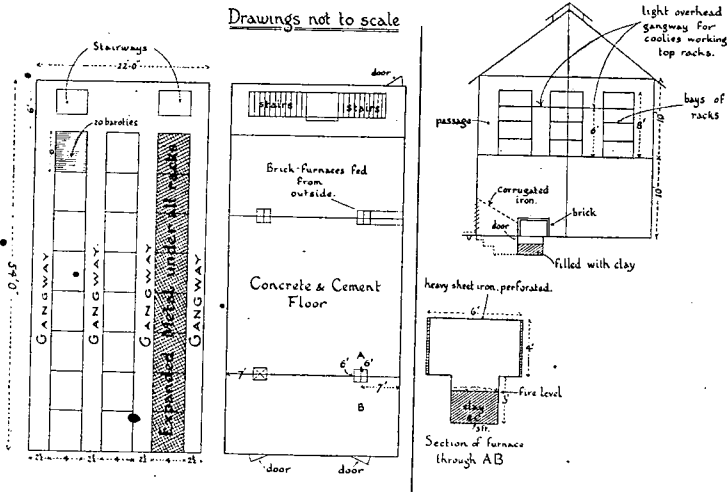 Drawings not to scale
Stairways
22'-0"
6'
20 baroties
54'0"
GANGWAY
GANGWAY
Expanded Metal under all racks
GANGWAY
GANGWAY
door
stairs
stairs
Brick-furnaces fed
from
outside.
Concrete & Cement
Floor
A
6'
6'
7'
7'
B
door
door
light overhead
gangway for
coolies working
top racks.
passage
bays of
racks
6'
8'
10'
10'
corrugated
iron.
door
brick
filled with clay
heavy sheet iron, perforated.
6'
4'
fire level
clay
Section of furnace
through AB